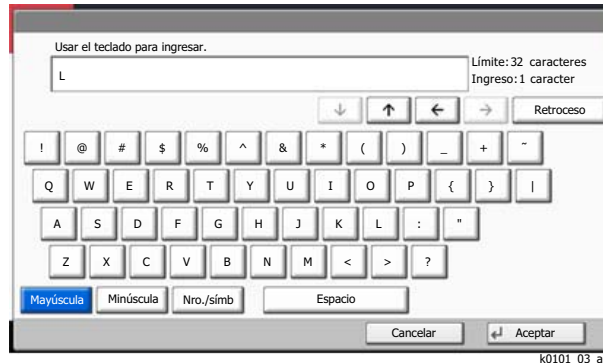 Usar el teclado para ingresar.
L
Límite: 32 caracteres
Ingreso: 1 caracter
Retroceso
! @ # $ % ^ & * ( ) _ + ~
Q W E R T Y U I O P { } |
A S D F G H J K L : "
Z X C V B N M < > ?
Mayúscula Minúscula Nro./símb Espacio
Cancelar Aceptar
k0101_03_a